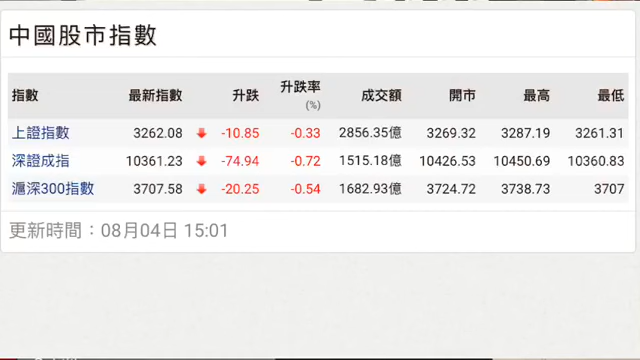 中國股市指數
指數 最新指數 升跌 升跌率(%) 成交額 開市 最高 最低
上證指數 3262.08 -10.85 -0.33 2856.35億 3269.32 3287.19 3261.31
深證成指 10361.23 -74.94 -0.72 1515.18億 10426.53 10450.69 10360.83
滬深300指數 3707.58 -20.25 -0.54 1682.93億 3724.72 3738.73 3707
更新時間：08月04日 15:01